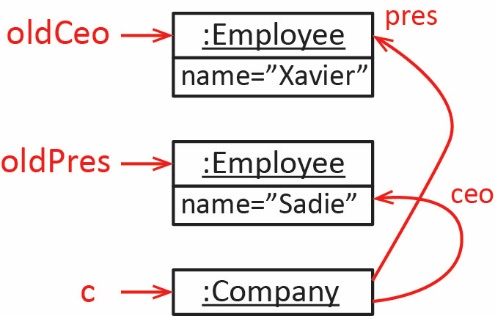 pres
oldCeo
:Employee
name=”Xavier”
oldPres
:Employee
name=”Sadie”
ceo
c
:Company